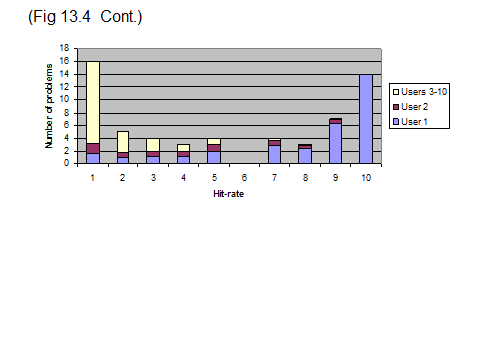 (Fig 13.4 Cont.)
Number of problems
18
16
14
12
10
8
6
4
2
0
1 2 3 4 5 6 7 8 9 10
Hit-rate
Users 3-10
User 2
User 1